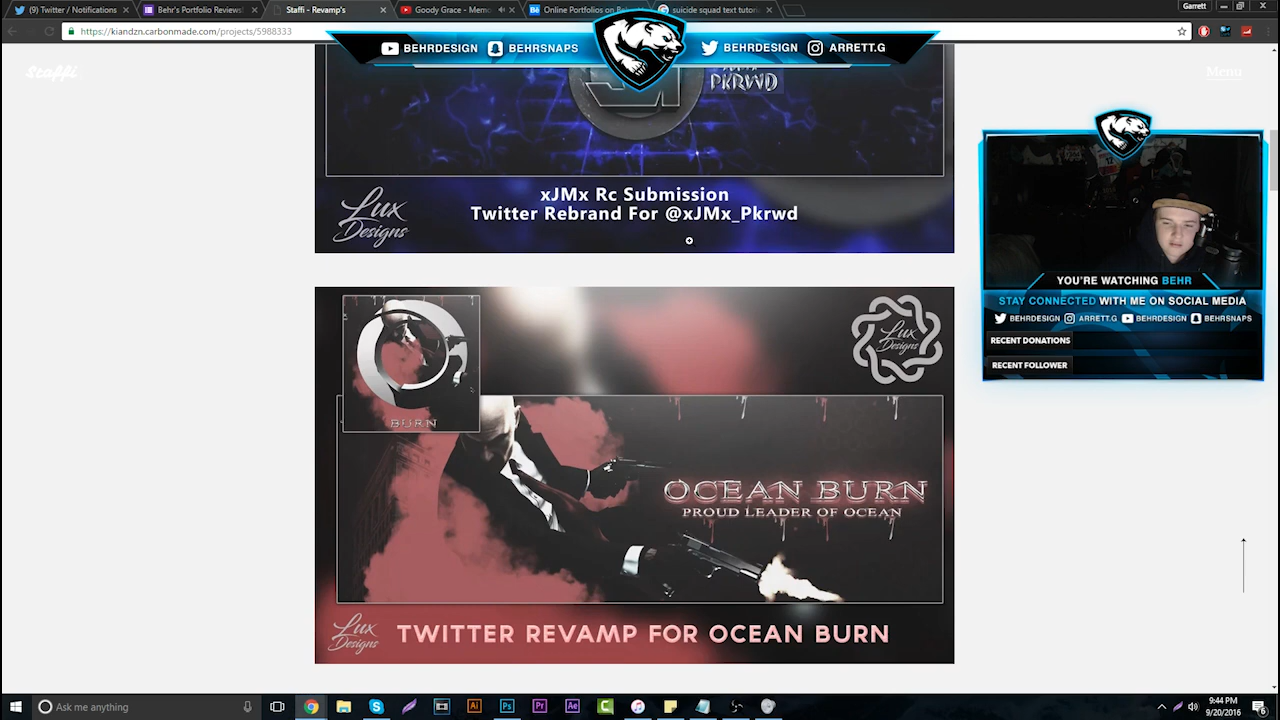 (9) Twitter / Notifications
Behr's Portfolio Reviews!
Staffi - Revamp's
Goody Grace - Memo
Online Portfolios on Be
suicide squad text tutor
Garrett
https://kiandzn.carbonmade.com/projects/5988333
BEHRDESIGN
BEHRSNAPS
BEHRDESIGN
ARRETT.G
Staffi
Menu
PKRWD
xJMx Rc Submission
Twitter Rebrand For @xJMx_Pkrwd
Lux
Designs
YOU'RE WATCHING BEHR
STAY CONNECTED WITH ME ON SOCIAL MEDIA
BEHRDESIGN
ARRETT.G
BEHRDESIGN
BEHRSNAPS
RECENT DONATIONS
RECENT FOLLOWER
Lux
Designs
BURN
OCEAN BURN
PROUD LEADER OF OCEAN
Lux
Designs
TWITTER REVAMP FOR OCEAN BURN
Ask me anything
9:44 PM
9/20/2016